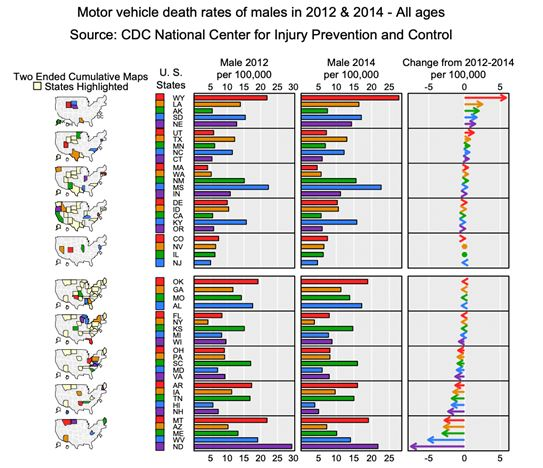 Motor vehicle death rates of males in 2012 & 2014 - All ages
Source: CDC National Center for Injury Prevention and Control
Two Ended Cumulative Maps
States Highlighted
U. S.
States
Male 2012
per 100,000
Male 2014
per 100,000
Change from 2012-2014
per 100,000
5 10 15 20 25 30
5 10 15 20 25
-5 0 5
WY
LA
AK
SD
NE
UT
TX
MN
NC
CT
MA
WA
NM
MS
IN
DE
ID
CA
KY
OR
CO
NV
IL
NJ
OK
GA
MO
AL
FL
NY
KS
MI
WI
OH
PA
SC
MD
VA
AR
IA
TN
HI
NH
MT
AZ
ME
WV
ND
5 10 15 20 25 30
5 10 15 20 25
-5 0 5